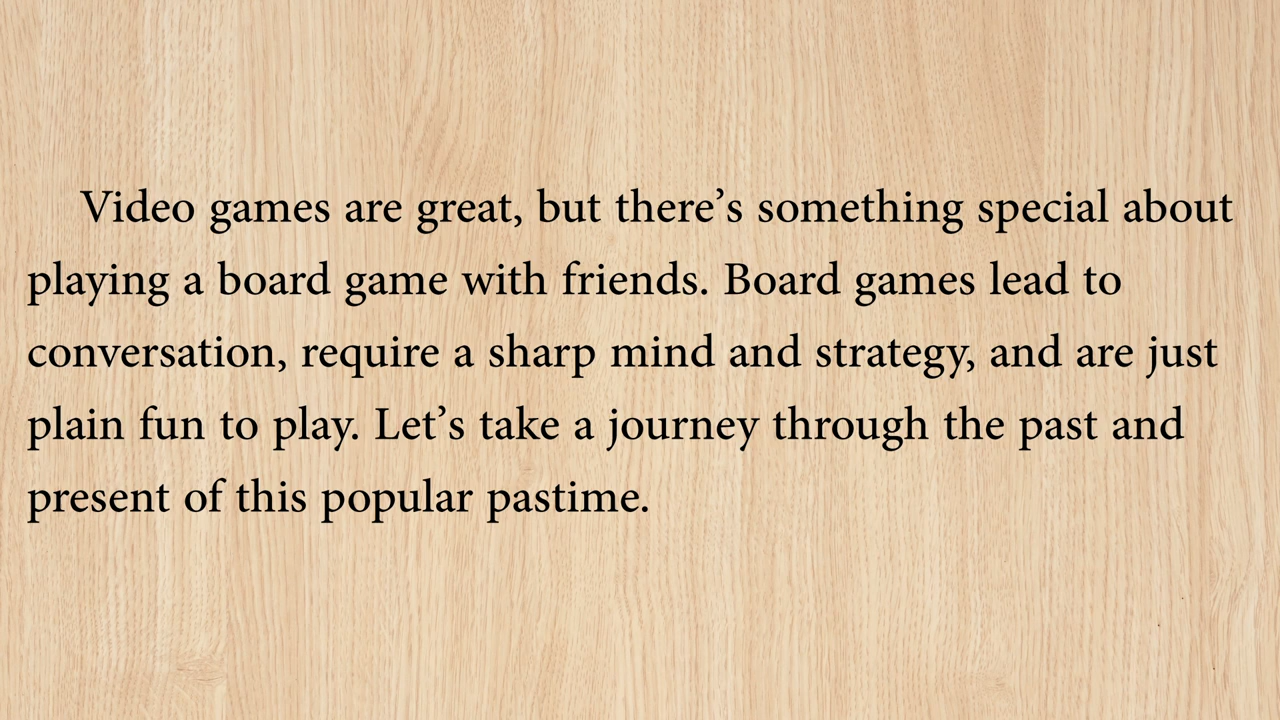 Video games are great, but there’s something special about
playing a board game with friends. Board games lead to
conversation, require a sharp mind and strategy, and are just
plain fun to play. Let’s take a journey through the past and
present of this popular pastime.